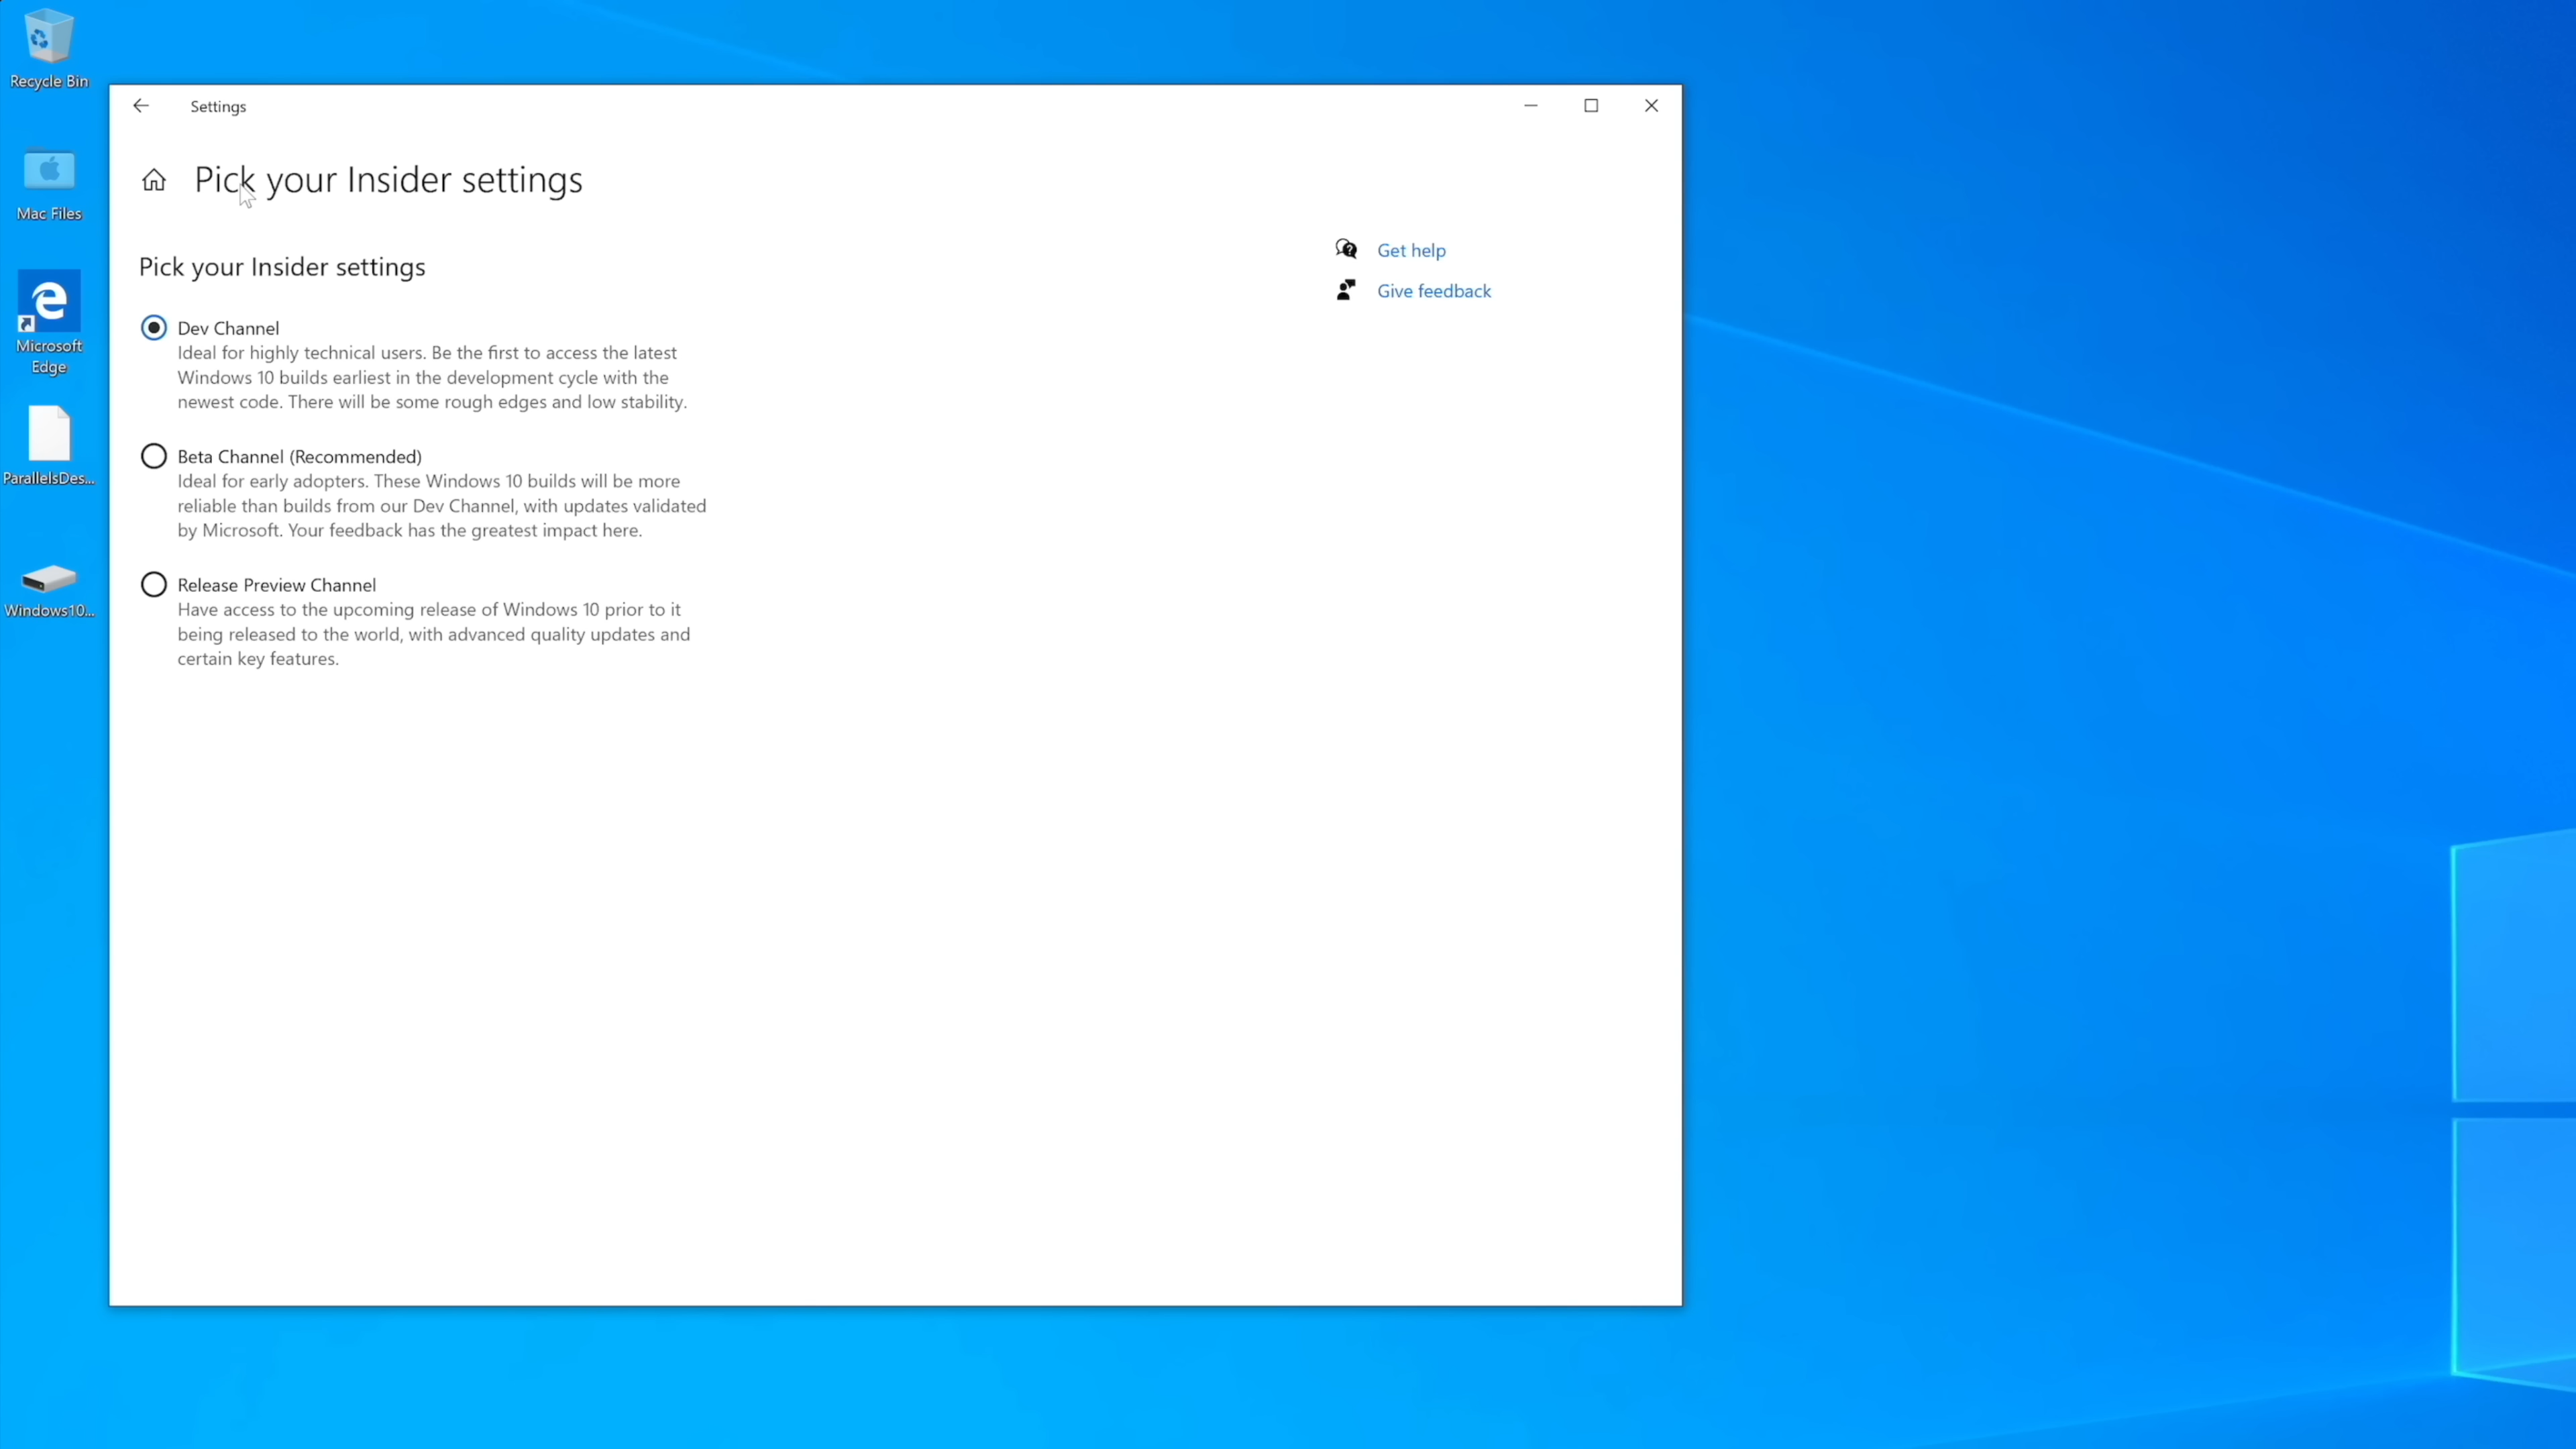 Recycle Bin
Mac Files
Microsoft
Edge
ParallelsDes...
Windows10...
Settings
Pick your Insider settings
Pick your Insider settings
Dev Channel
Ideal for highly technical users. Be the first to access the latest
Windows 10 builds earliest in the development cycle with the
newest code. There will be some rough edges and low stability.
Beta Channel (Recommended)
Ideal for early adopters. These Windows 10 builds will be more
reliable than builds from our Dev Channel, with updates validated
by Microsoft. Your feedback has the greatest impact here.
Release Preview Channel
Have access to the upcoming release of Windows 10 prior to it
being released to the world, with advanced quality updates and
certain key features.
Get help
Give feedback